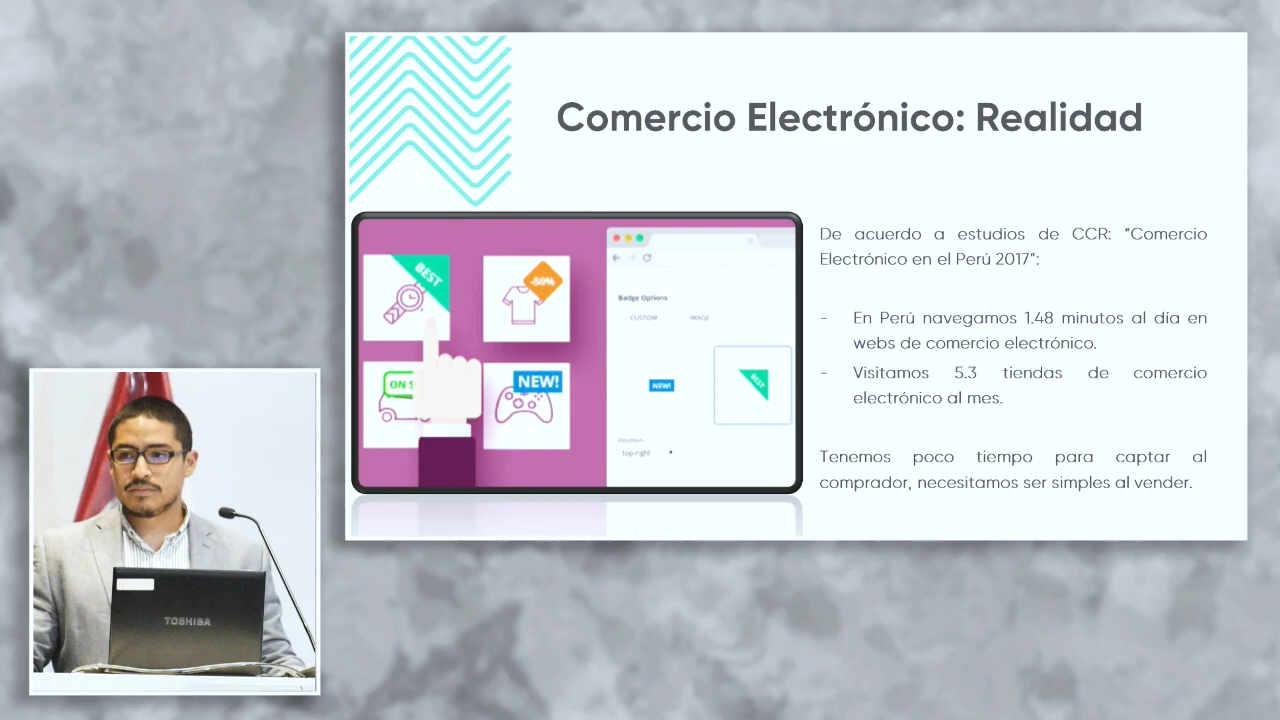 Comercio Electrónico: Realidad
BEST
-50%
ON S
NEW!
Badge Options
CUSTOM IMAGE
NEW!
BEST
Position
top-right
De acuerdo a estudios de CCR: “Comercio
Electrónico en el Perú 2017”:
- En Perú navegamos 1.48 minutos al día en
webs de comercio electrónico.
- Visitamos 5.3 tiendas de comercio
electrónico al mes.
Tenemos poco tiempo para captar al
comprador, necesitamos ser simples al vender.
TOSHIBA